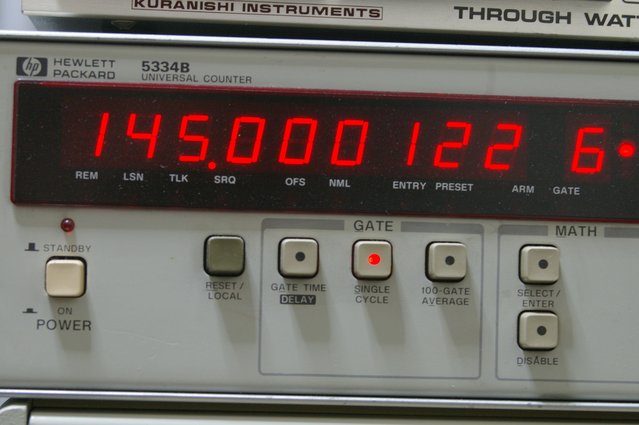 KURANISHI INSTRUMENTS
THROUGH WATT
hp HEWLETT PACKARD 5334B
UNIVERSAL COUNTER
145.000 122 6
REM LSN TLK SRQ OFS NML ENTRY PRESET ARM GATE
GATE
MATH
STANDBY
ON
POWER
RESET/
LOCAL
GATE TIME
DELAY
SINGLE
CYCLE
100-GATE
AVERAGE
SELECT/
ENTER
DISABLE